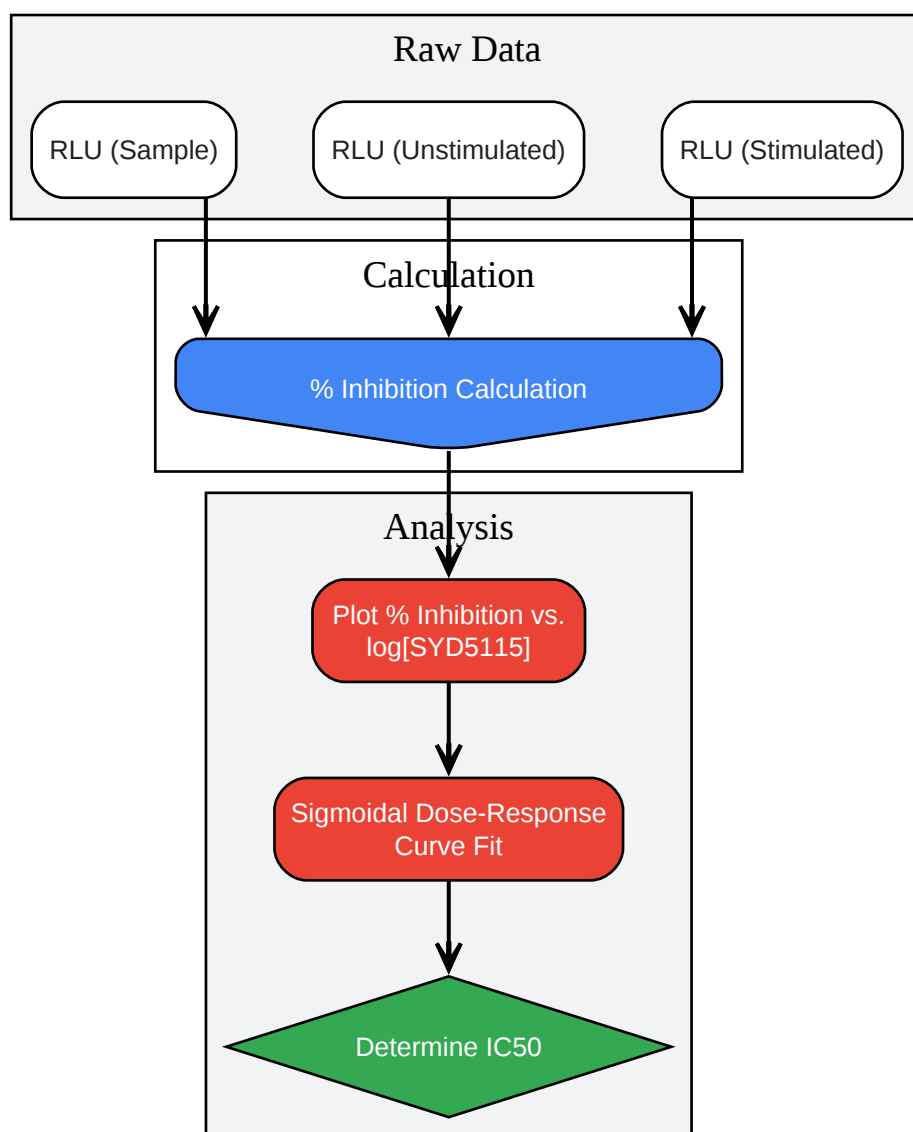 Raw Data
RLU (Sample)
RLU (Unstimulated)
RLU (Stimulated)
Calculation
% Inhibition Calculation
Analysis
Plot % Inhibition vs.
log[SYD5115]
Sigmoidal Dose-Response
Curve Fit
Determine IC50